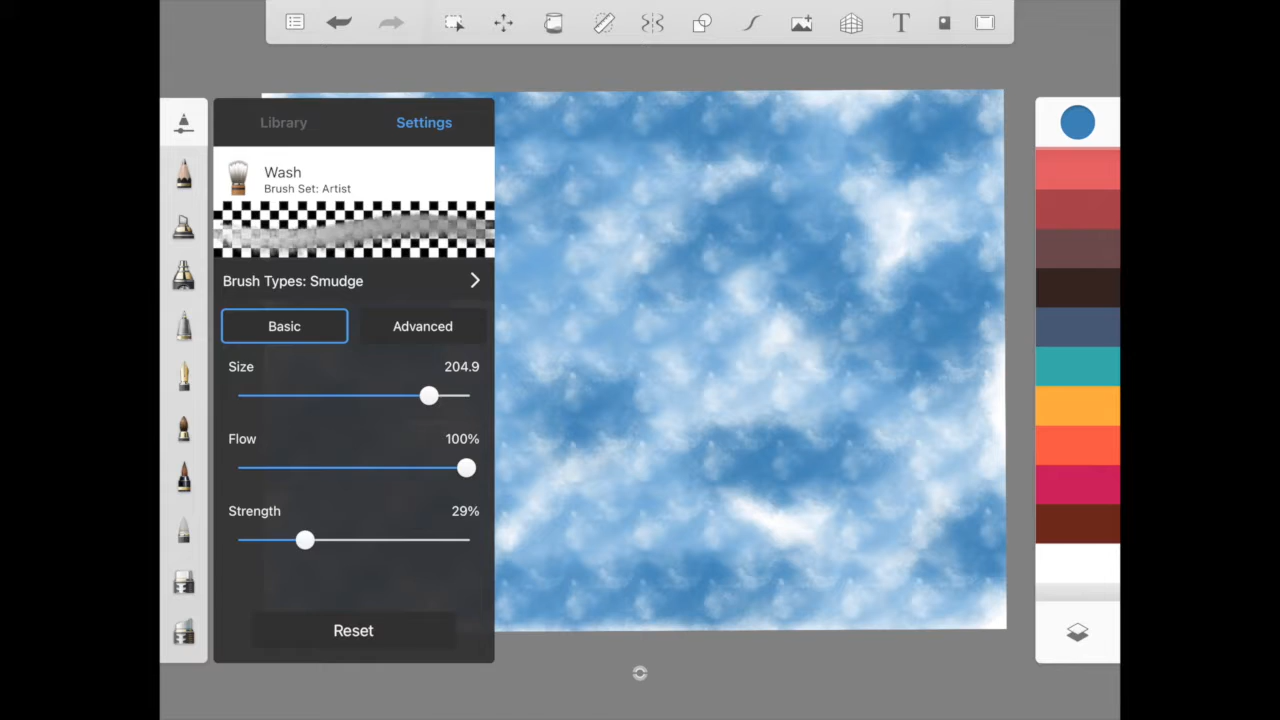 T
Library Settings
Wash
Brush Set: Artist
Brush Types: Smudge
Basic Advanced
Size 204.9
Flow 100%
Strength 29%
Reset